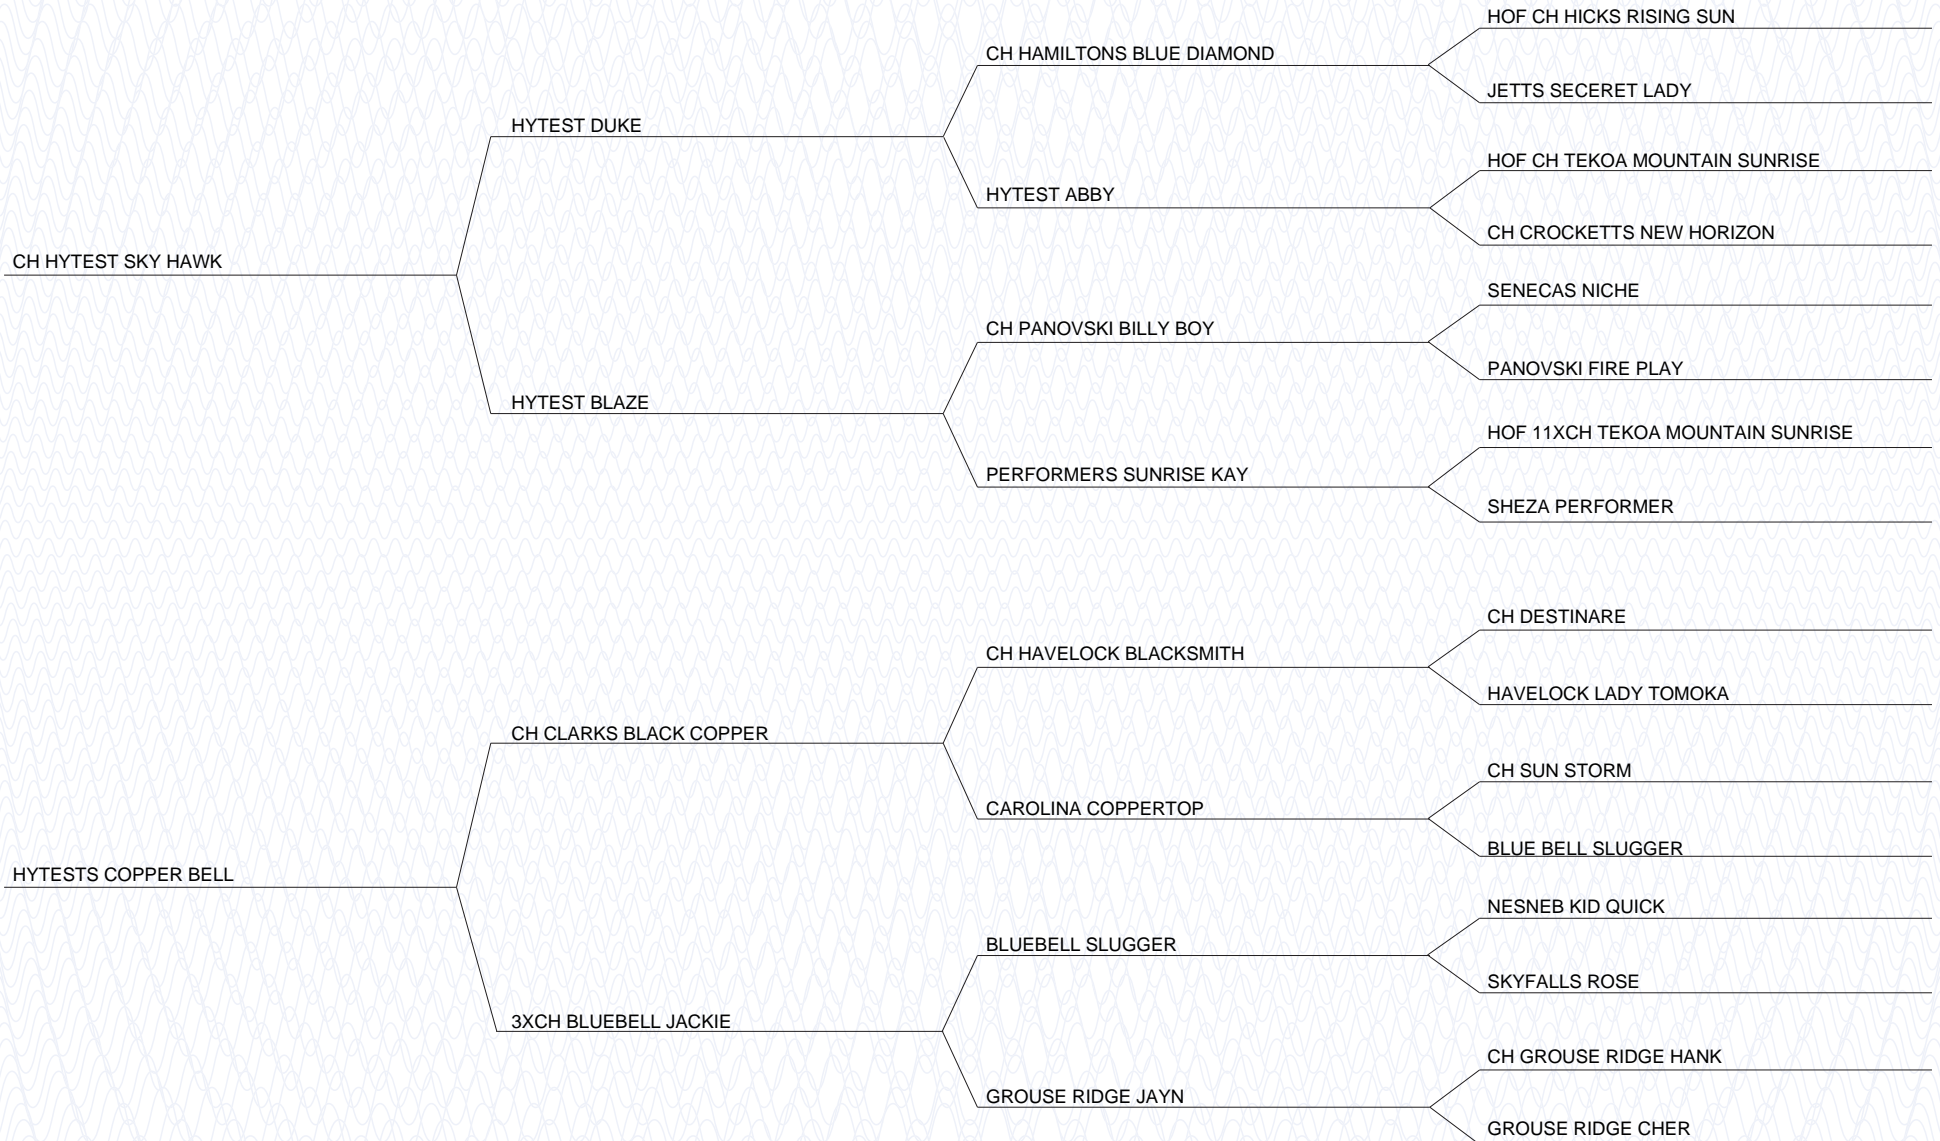 HOF CH HICKS RISING SUN
CH HAMILTONS BLUE DIAMOND
JETTS SECERET LADY
HYTEST DUKE
HOF CH TEKOA MOUNTAIN SUNRISE
HYTEST ABBY
CH CROCKETTS NEW HORIZON
CH HYTEST SKY HAWK
SENECAS NICHE
CH PANOVSKI BILLY BOY
PANOVSKI FIRE PLAY
HYTEST BLAZE
HOF 11XCH TEKOA MOUNTAIN SUNRISE
PERFORMERS SUNRISE KAY
SHEZA PERFORMER
CH DESTINARE
CH HAVELOCK BLACKSMITH
HAVELOCK LADY TOMOKA
CH CLARKS BLACK COPPER
CH SUN STORM
CAROLINA COPPERTOP
BLUE BELL SLUGGER
HYTESTS COPPER BELL
NESNEB KID QUICK
BLUEBELL SLUGGER
SKYFALLS ROSE
3XCH BLUEBELL JACKIE
CH GROUSE RIDGE HANK
GROUSE RIDGE JAYN
GROUSE RIDGE CHER